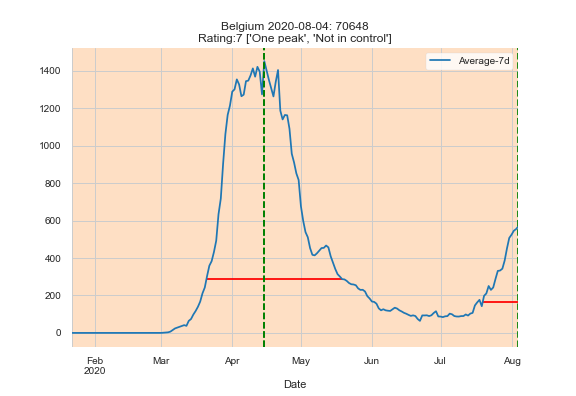 Belgium 2020-08-04: 70648
Rating:7 ['One peak', 'Not in control']
Average-7d
1400
1200
1000
800
600
400
200
0
Feb
2020
Mar
Apr
May
Jun
Jul
Aug
Date